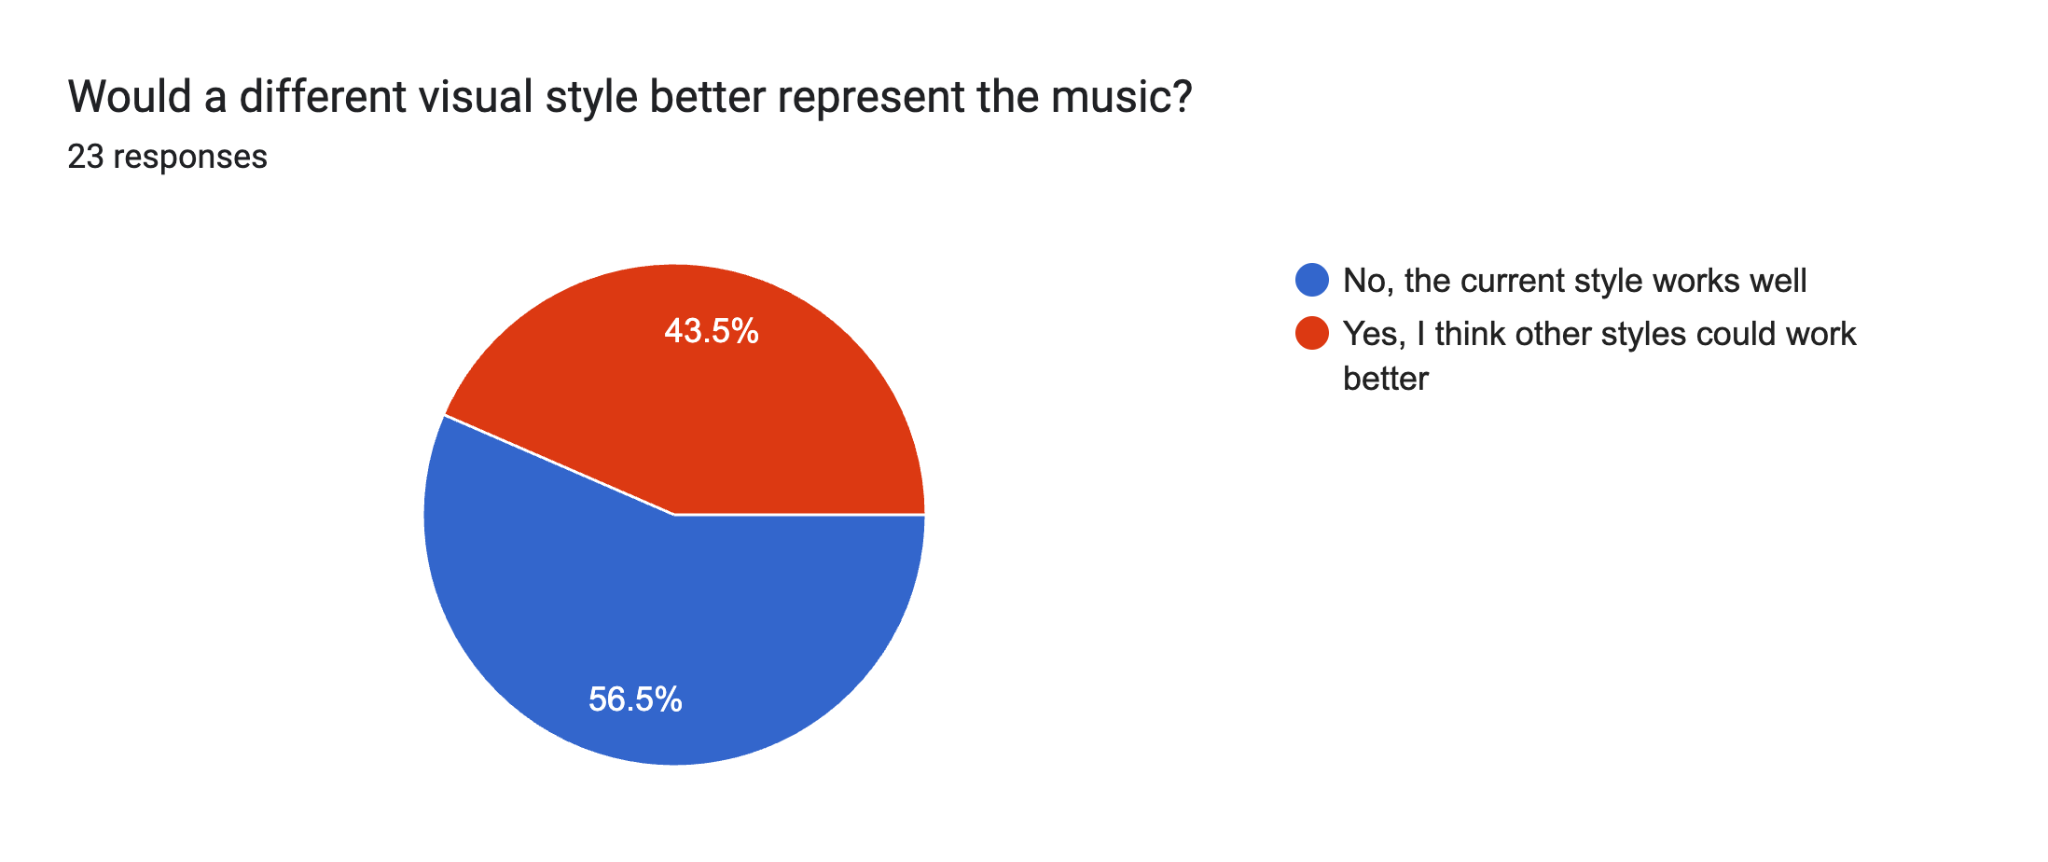 Would a different visual style better represent the music?
23 responses
43.5%
56.5%
No, the current style works well
Yes, I think other styles could work
better